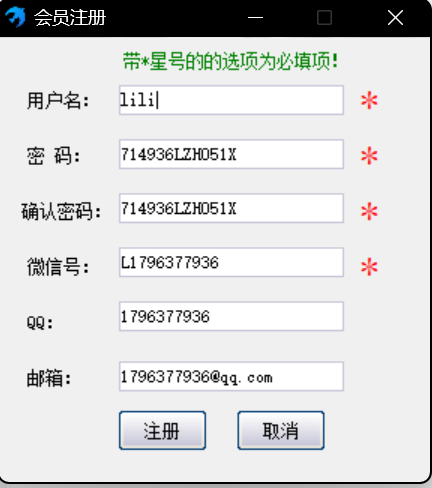 会员注册
带*星号的的选项为必填项!
用户名: lili *
密 码: 714936LZH051X *
确认密码: 714936LZH051X *
微信号: L1796377936 *
QQ: 1796377936
邮箱: 1796377936@qq.com
注册 取消